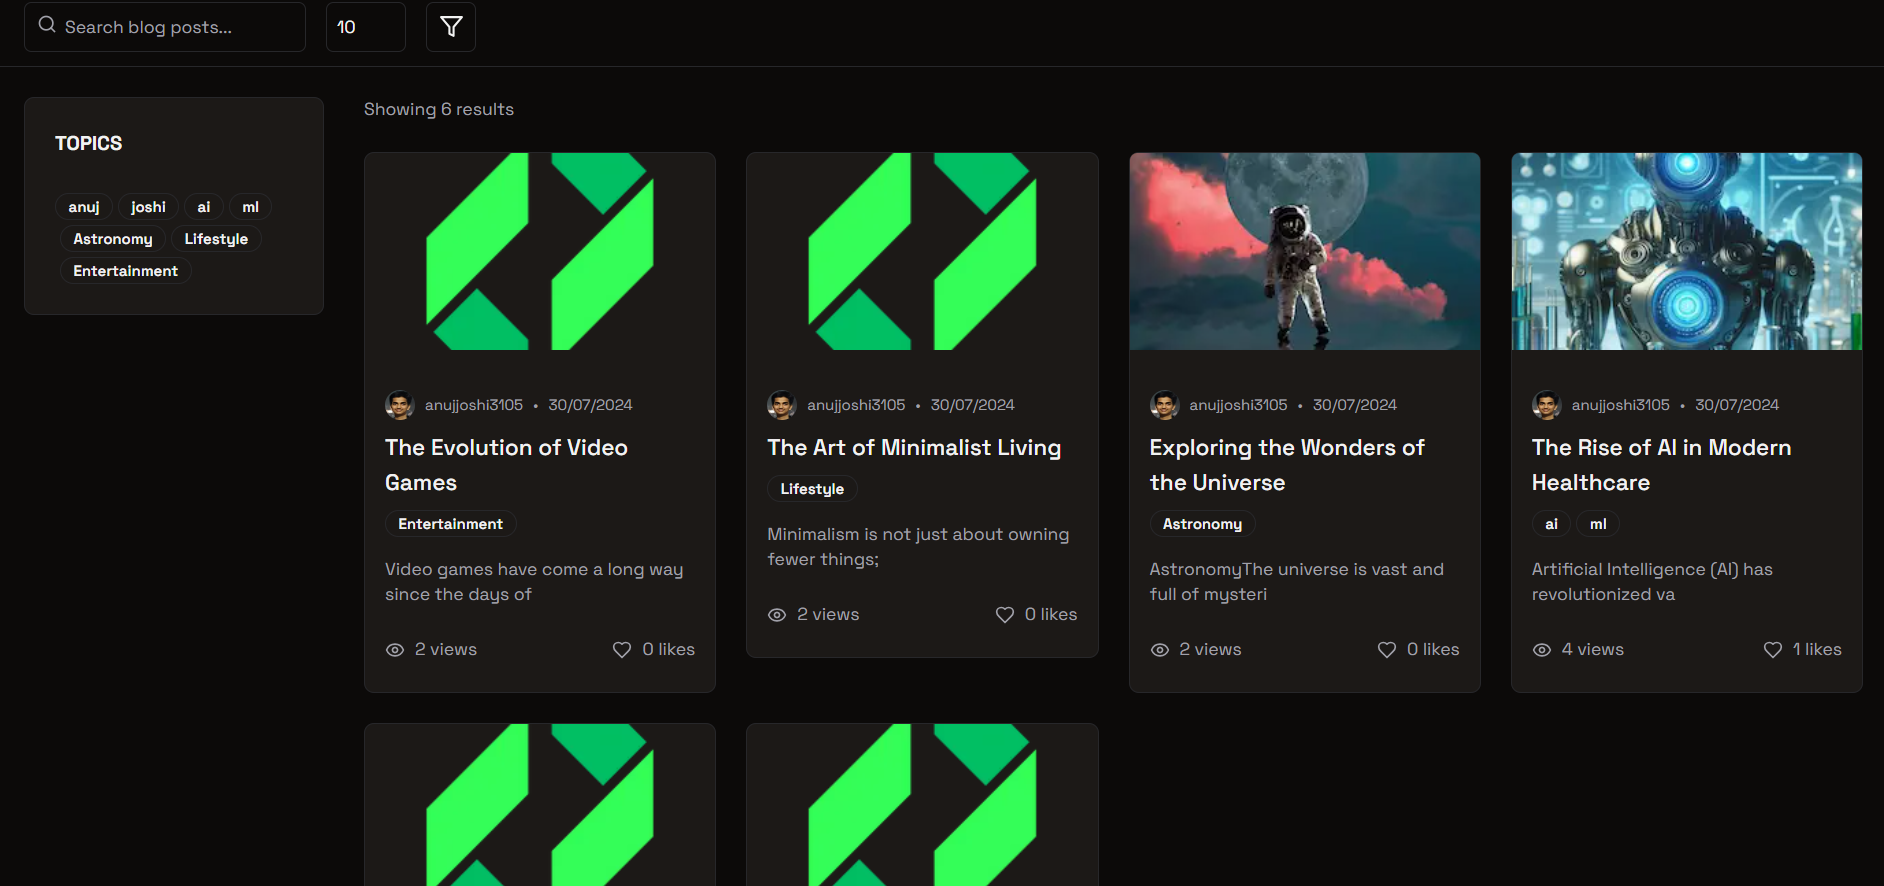 Search blog posts...
10
TOPICS
anuj joshi ai ml
Astronomy Lifestyle
Entertainment
Showing 6 results
anujjoshi3105 • 30/07/2024
The Evolution of Video
Games
Entertainment
Video games have come a long way
since the days of
2 views 0 likes
anujjoshi3105 • 30/07/2024
The Art of Minimalist Living
Lifestyle
Minimalism is not just about owning
fewer things;
2 views 0 likes
anujjoshi3105 • 30/07/2024
Exploring the Wonders of
the Universe
Astronomy
AstronomyThe universe is vast and
full of mysteri
2 views 0 likes
anujjoshi3105 • 30/07/2024
The Rise of AI in Modern
Healthcare
ai ml
Artificial Intelligence (AI) has
revolutionized va
4 views 1 likes